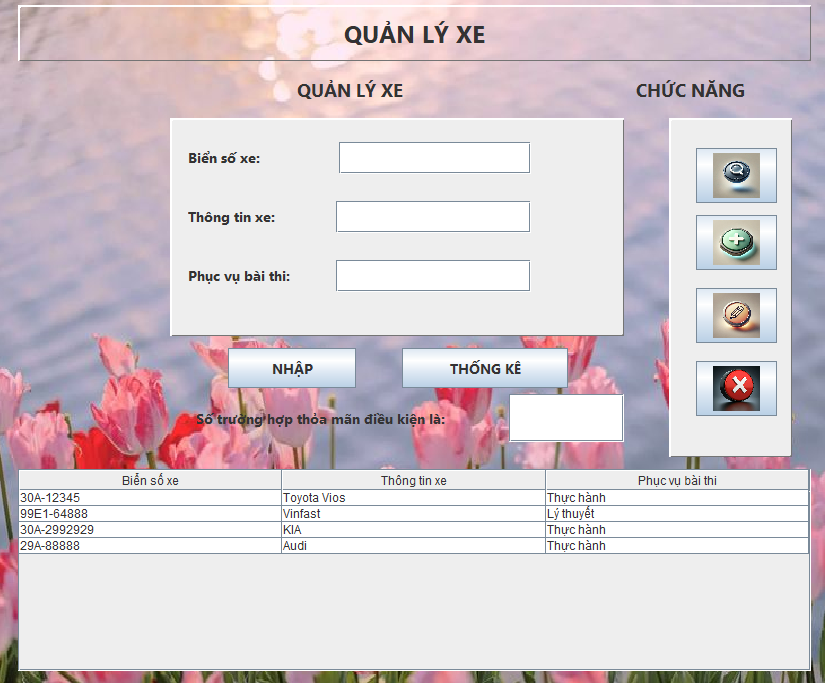 QUẢN LÝ XE
QUẢN LÝ XE
CHỨC NĂNG
Biển số xe:
Thông tin xe:
Phục vụ bài thi:
NHẬP THỐNG KÊ
Số trường hợp thỏa mãn điều kiện là:
Biển số xe Thông tin xe Phục vụ bài thi
30A-12345 Toyota Vios Thực hành
99E1-64888 Vinfast Lý thuyết
30A-2992929 KIA Thực hành
29A-88888 Audi Thực hành